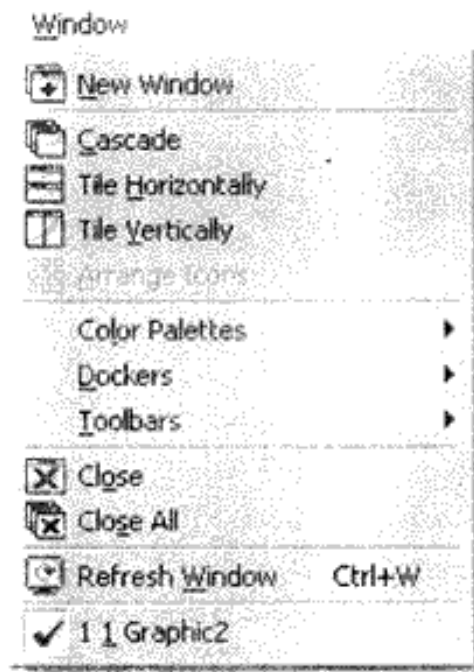 Window
New Window
Cascade
Tile Horizontally
Tile Vertically
Arrange Icons
Color Palettes
Dockers
Toolbars
Close
Close All
Refresh Window Ctrl+W
1 1 Graphic2